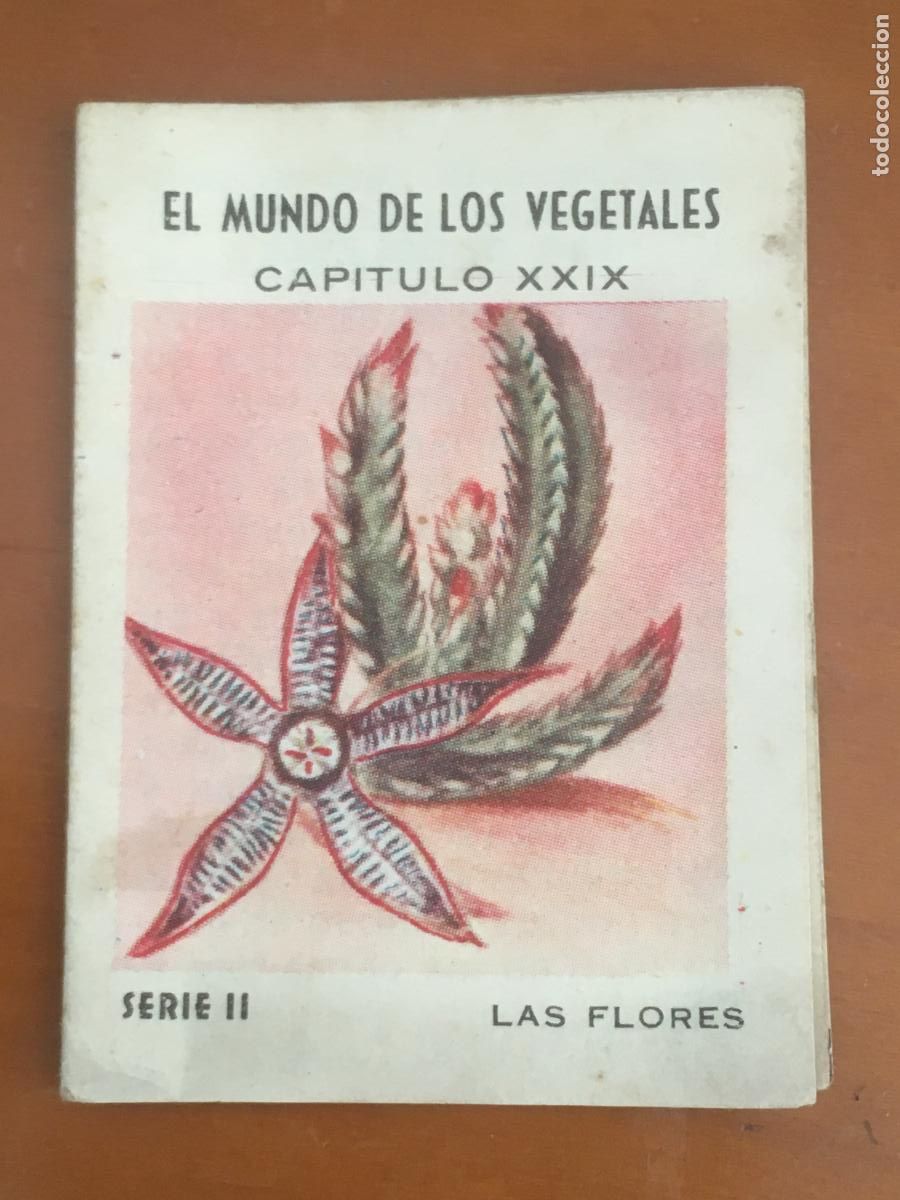 todocoleccion
EL MUNDO DE LOS VEGETALES
CAPITULO XXIX
SERIE II
LAS FLORES